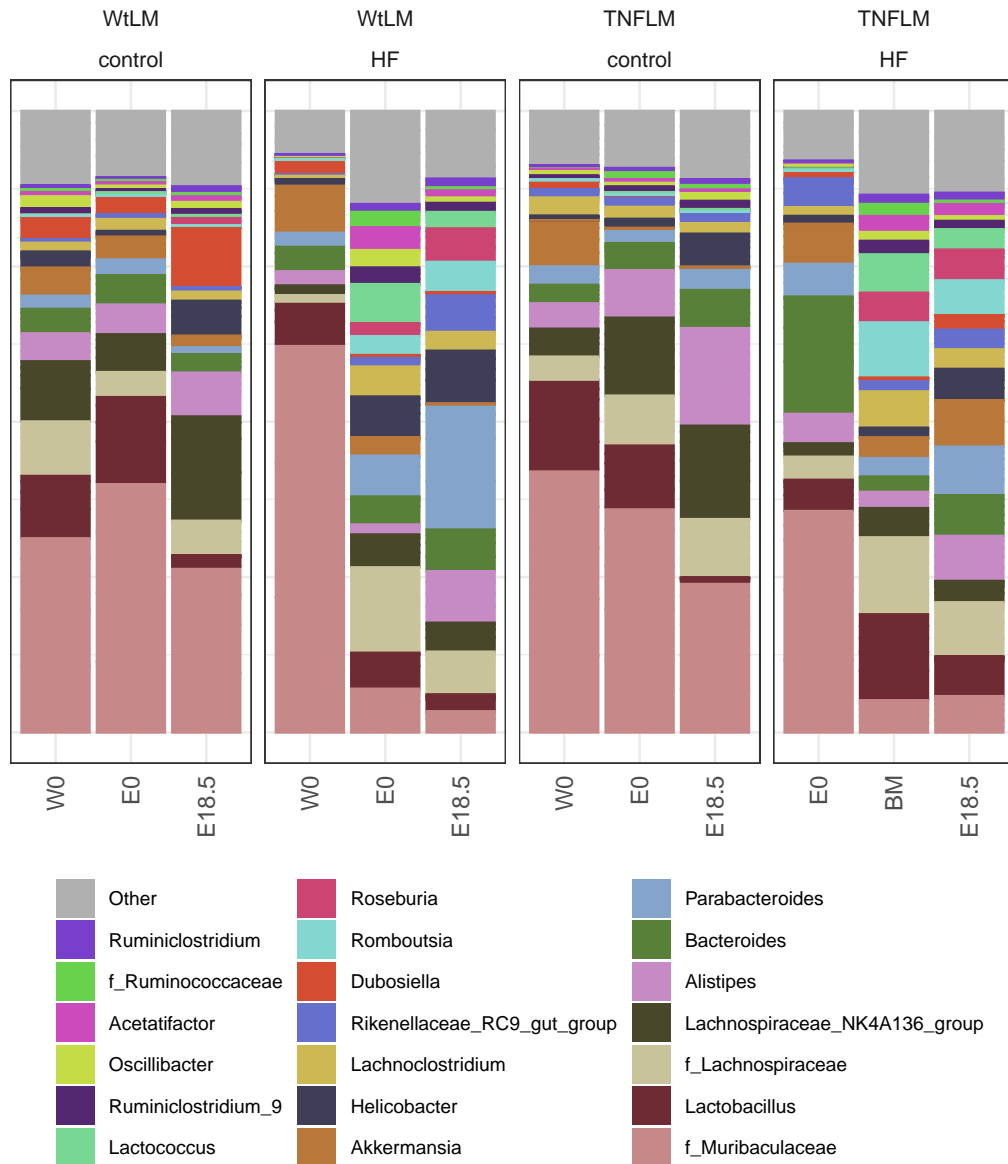 WtLM WtLM TNFLM TNFLM
control HF control HF
W0 E0 E18.5 W0 E0 E18.5 W0 E0 E18.5 E0 BM E18.5
Other Roseburia Parabacteroides
Ruminiclostridium Romboutsia Bacteroides
f_Ruminococcaceae Dubosiella Alistipes
Acetatifactor Rikenellaceae_RC9_gut_group Lachnospiraceae_NK4A136_group
Oscillibacter Lachnoclostridium f_Lachnospiraceae
Ruminiclostridium_9 Helicobacter Lactobacillus
Lactococcus Akkermansia f_Muribaculaceae